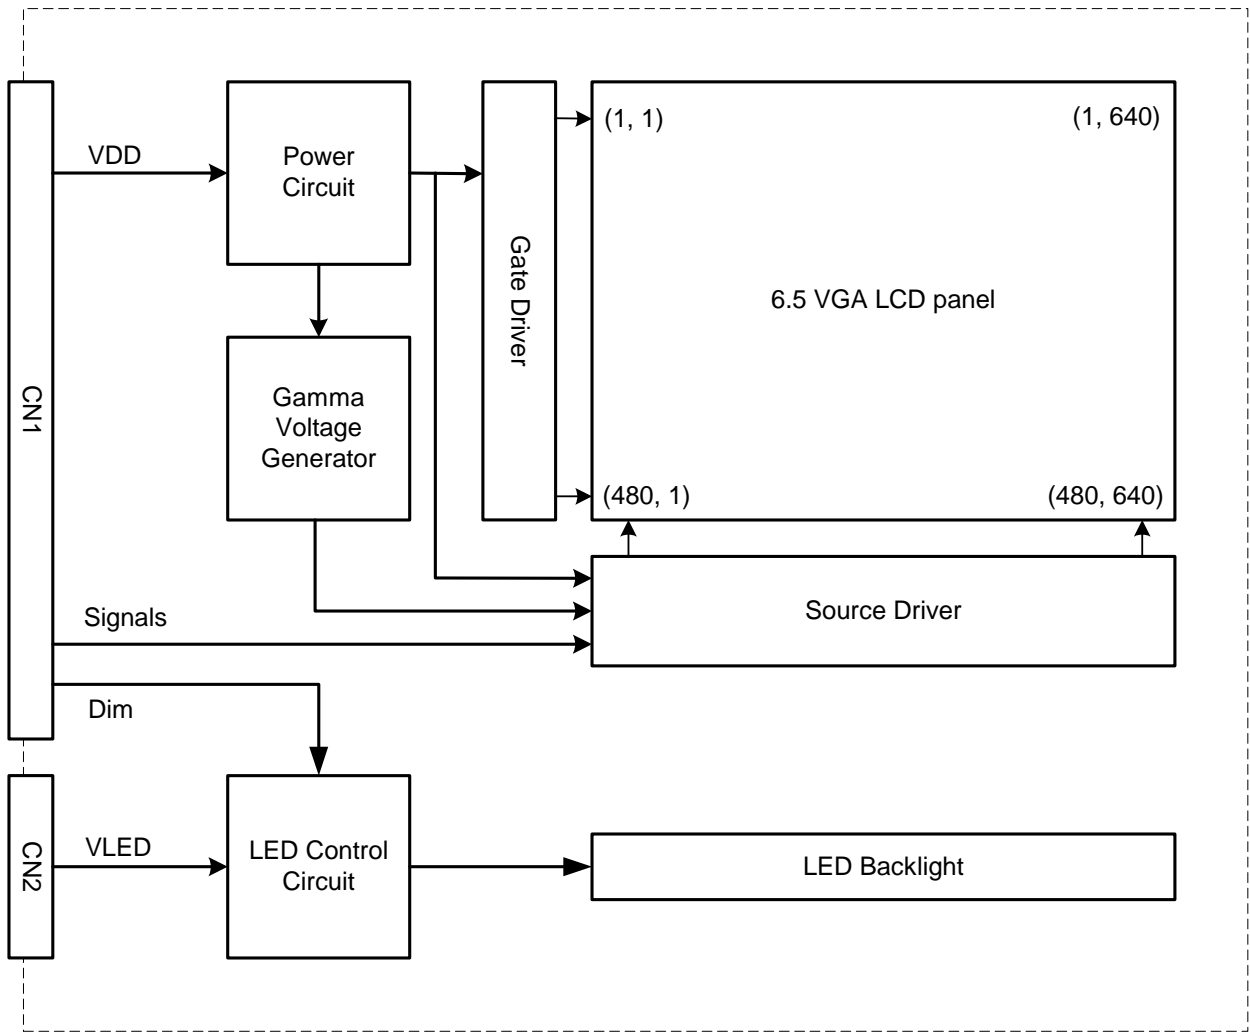 VDD
Power
Circuit
(1, 1)
(1, 640)
Gate Driver
6.5 VGA LCD panel
CN1
Gamma
Voltage
Generator
(480, 1)
(480, 640)
Signals
Source Driver
Dim
CN2
VLED
LED Control
Circuit
LED Backlight